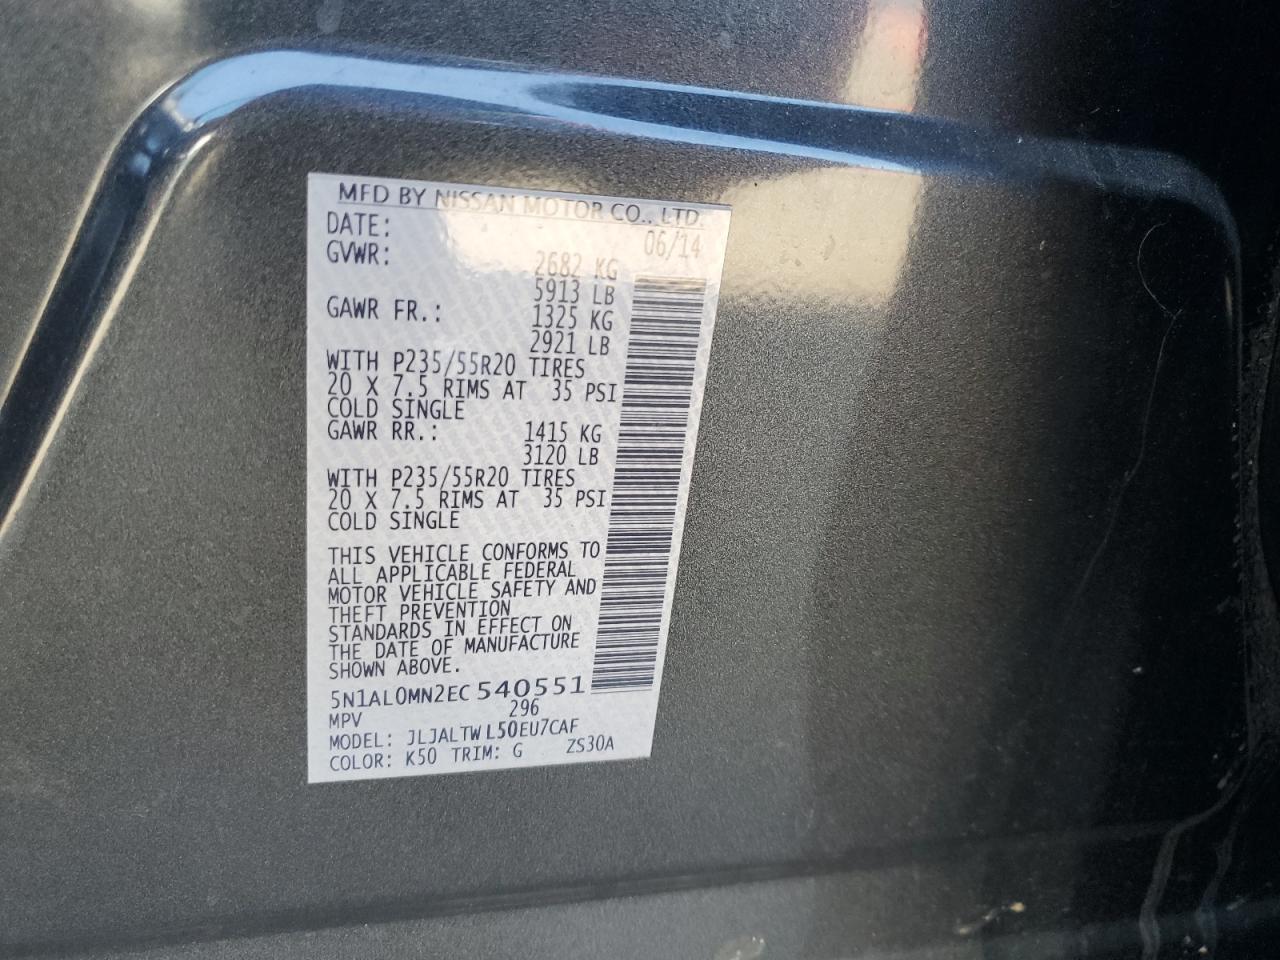 MFD BY NISSAN MOTOR CO., LTD.
DATE: 06/14
GVWR: 2682 KG
5913 LB
GAWR FR.: 1325 KG
2921 LB
WITH P235/55R20 TIRES
20 X 7.5 RIMS AT 35 PSI
COLD SINGLE
GAWR RR.: 1415 KG
3120 LB
WITH P235/55R20 TIRES
20 X 7.5 RIMS AT 35 PSI
COLD SINGLE
THIS VEHICLE CONFORMS TO
ALL APPLICABLE FEDERAL
MOTOR VEHICLE SAFETY AND
THEFT PREVENTION
STANDARDS IN EFFECT ON
THE DATE OF MANUFACTURE
SHOWN ABOVE.
5N1AL0MN2EC540551
MPV 296
MODEL: JLJALTWL50EU7CAF
COLOR: K50 TRIM: G ZS30A